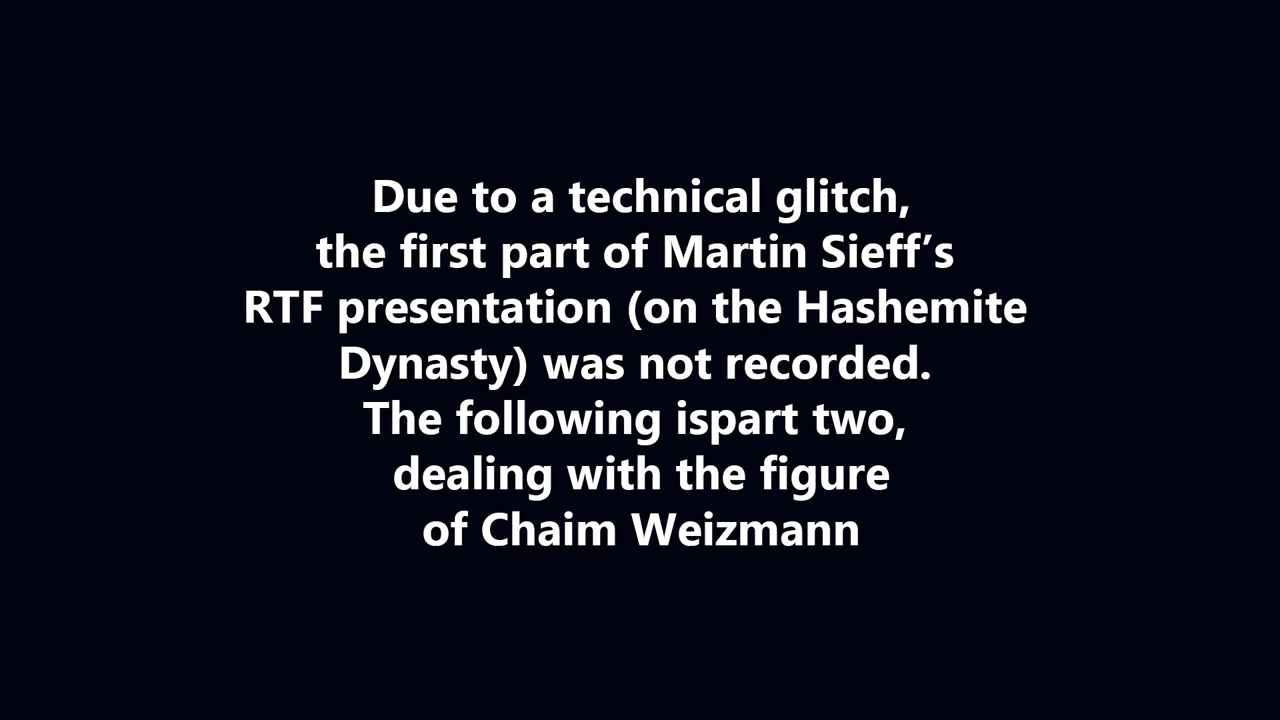 Due to a technical glitch,
the first part of Martin Sieff’s
RTF presentation (on the Hashemite
Dynasty) was not recorded.
The following ispart two,
dealing with the figure
of Chaim Weizmann